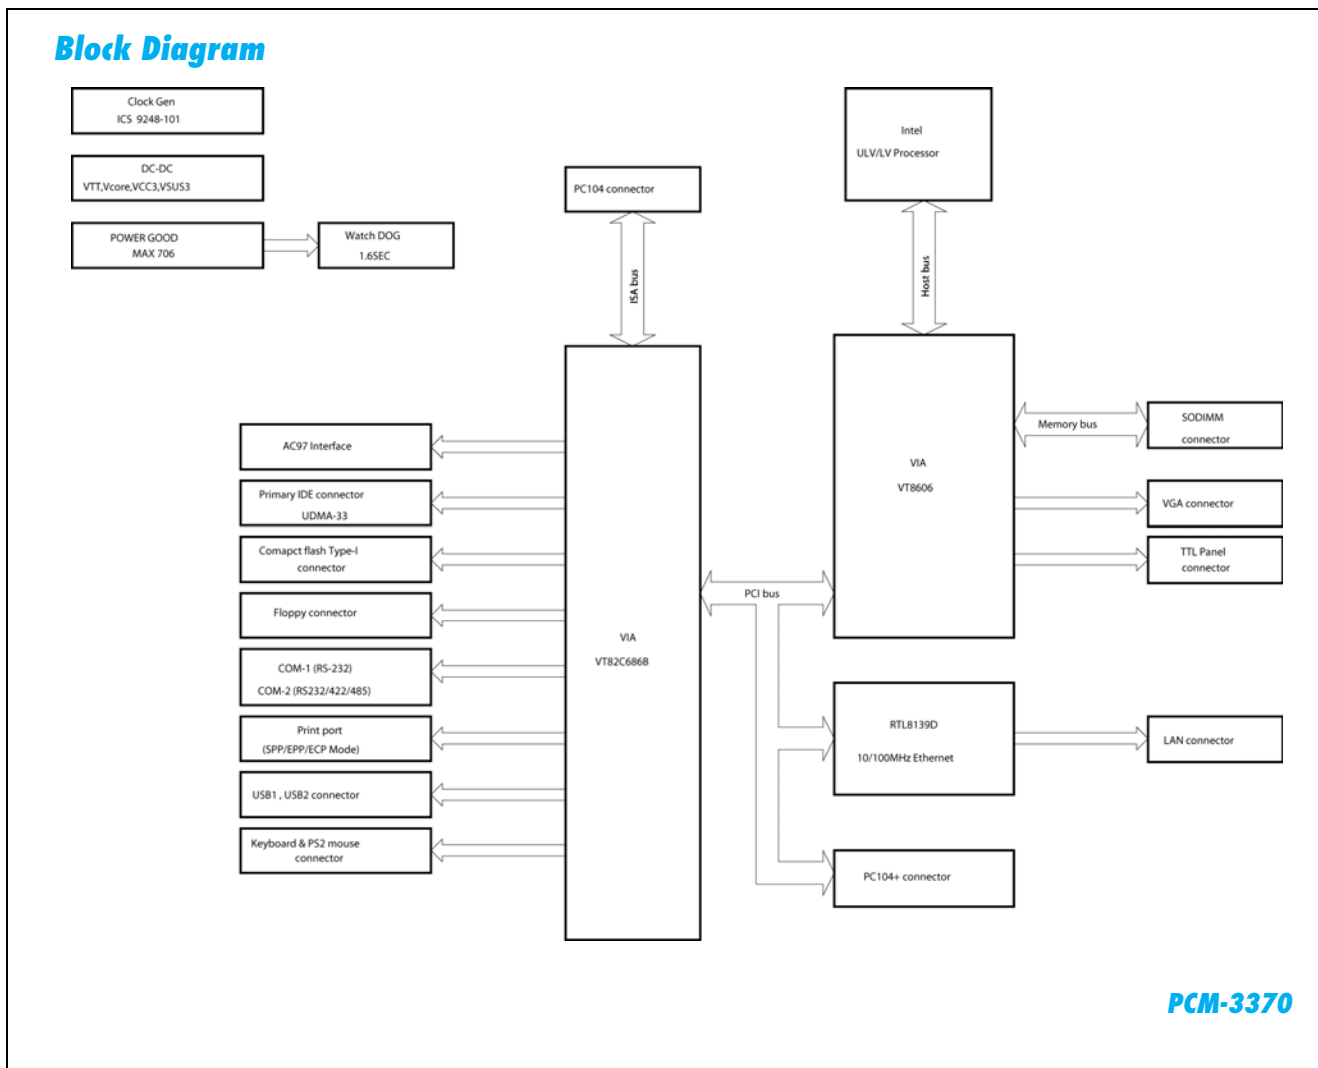 Block Diagram
Clock Gen
ICS 9248-101
DC-DC
VTT,Vcore,VCC3,VSUS3
POWER GOOD
MAX 706
Watch DOG
1.6SEC
PC104 connector
ISA bus
Intel
ULV/LV Processor
Host bus
AC97 Interface
Primary IDE connector
UDMA-33
Comapct flash Type-I
connector
Floppy connector
COM-1 (RS-232)
COM-2 (RS232/422/485)
Print port
(SPP/EPP/ECP Mode)
USB1 , USB2 connector
Keyboard & PS2 mouse
connector
VIA
VT82C686B
PCI bus
VIA
VT8606
Memory bus
SODIMM
connector
VGA connector
TTL Panel
connector
RTL8139D
10/100MHz Ethernet
LAN connector
PC104+ connector
PCM-3370